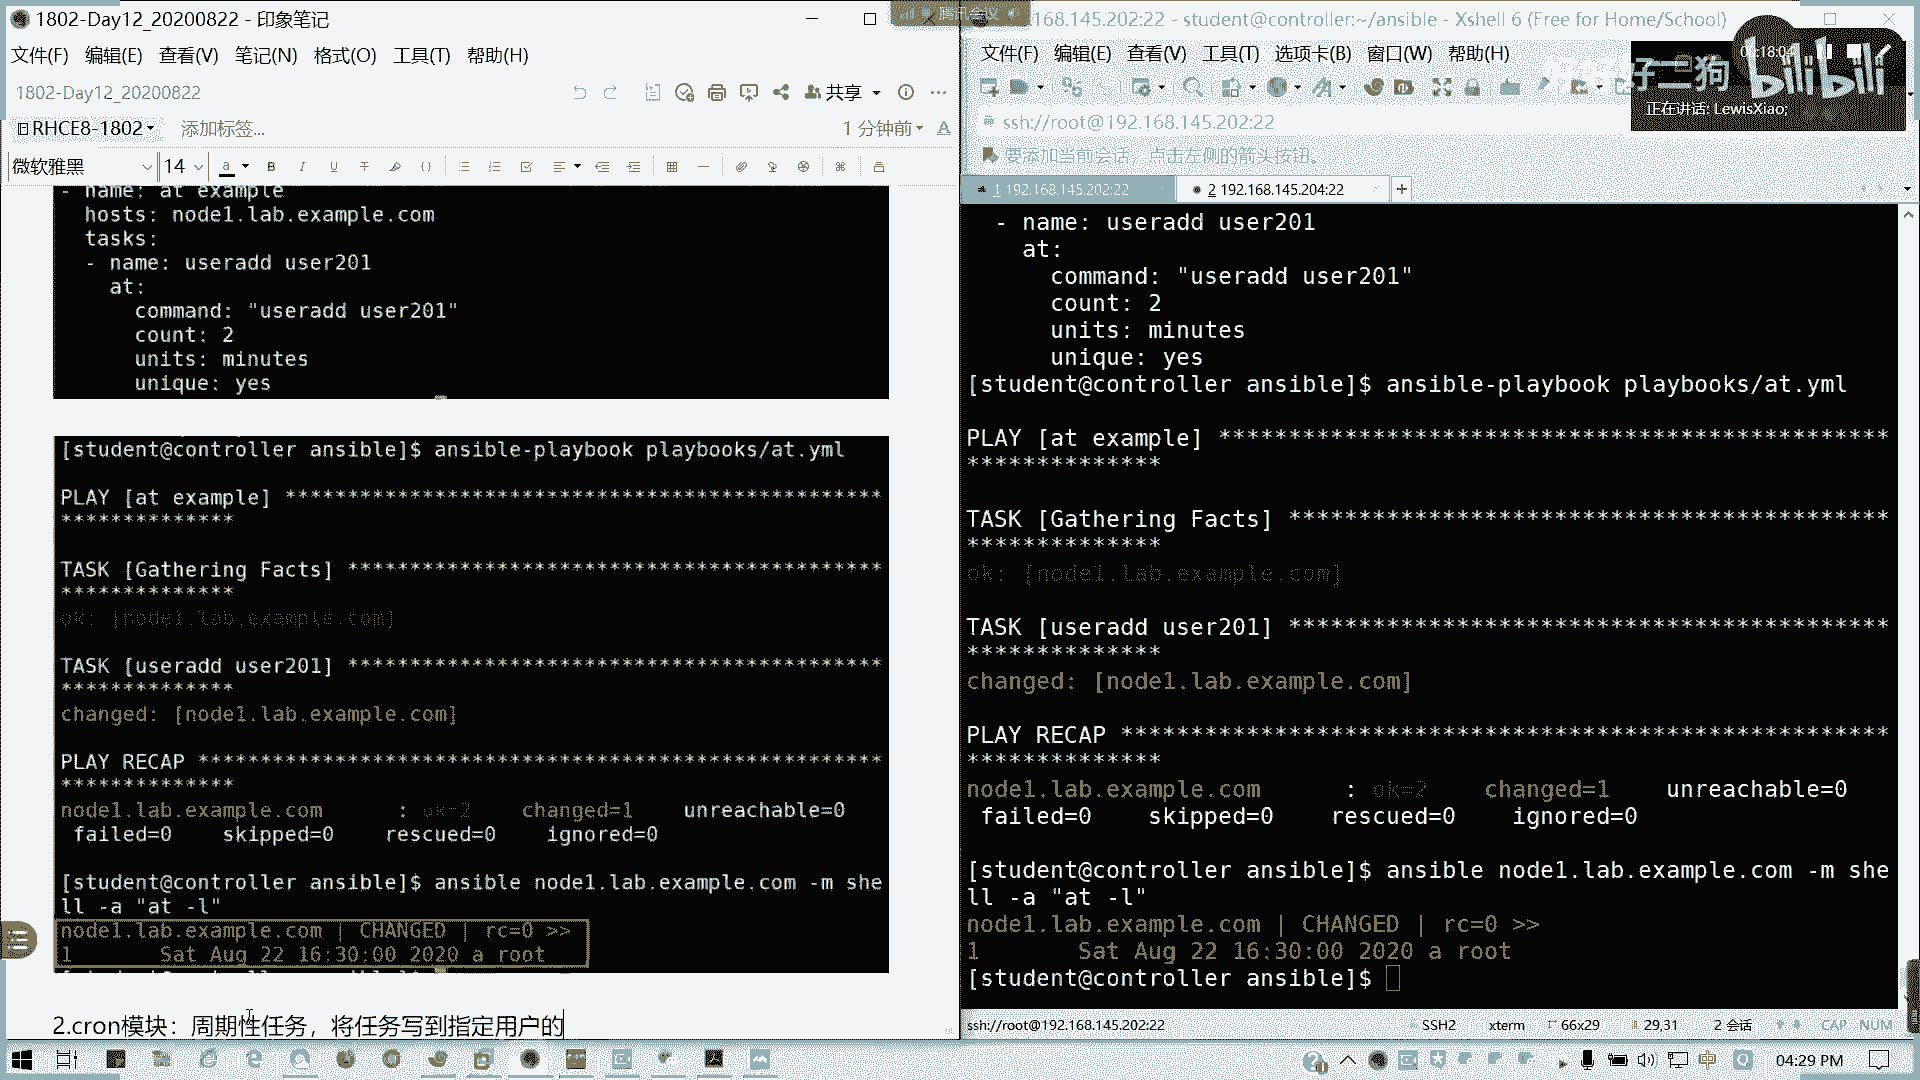 1802-Day12_20200822 - 印象笔记
文件(F) 编辑(E) 查看(V) 笔记(N) 格式(O) 工具(T) 帮助(H)
1802-Day12_20200822
共享
RHCE8-1802
添加标签...
1 分钟前
微软雅黑
14
- name: at example
hosts: node1.lab.example.com
tasks:
- name: useradd user201
at:
command: "useradd user201"
count: 2
units: minutes
unique: yes
[student@controller ansible]$ ansible-playbook playbooks/at.yml
PLAY [at example] ************************************************
**************
TASK [Gathering Facts] *******************************************
**************
ok: [node1.lab.example.com]
TASK [useradd user201] *******************************************
**************
changed: [node1.lab.example.com]
PLAY RECAP *******************************************************
**************
node1.lab.example.com : ok=2 changed=1 unreachable=0
failed=0 skipped=0 rescued=0 ignored=0
[student@controller ansible]$ ansible node1.lab.example.com -m she
ll -a "at -l"
node1.lab.example.com | CHANGED | rc=0 >>
1 Sat Aug 22 16:30:00 2020 a root
2.cron模块：周期性任务，将任务写到指定用户的
腾讯会议
168.145.202:22 - student@controller:~/ansible - Xshell 6 (Free for Home/School)
文件(F) 编辑(E) 查看(V) 工具(T) 选项卡(B) 窗口(W) 帮助(H)
好二狗
bilibili
正在讲话: LewisXiao;
ssh://root@192.168.145.202:22
要添加当前会话，点击左侧的箭头按钮。
1 192.168.145.202:22
2 192.168.145.204:22
- name: useradd user201
at:
command: "useradd user201"
count: 2
units: minutes
unique: yes
[student@controller ansible]$ ansible-playbook playbooks/at.yml
PLAY [at example] ************************************************
**************
TASK [Gathering Facts] *******************************************
**************
ok: [node1.lab.example.com]
TASK [useradd user201] *******************************************
**************
changed: [node1.lab.example.com]
PLAY RECAP *******************************************************
**************
node1.lab.example.com : ok=2 changed=1 unreachable=0
failed=0 skipped=0 rescued=0 ignored=0
[student@controller ansible]$ ansible node1.lab.example.com -m she
ll -a "at -l"
node1.lab.example.com | CHANGED | rc=0 >>
1 Sat Aug 22 16:30:00 2020 a root
[student@controller ansible]$
ssh://root@192.168.145.202:22 SSH2 xterm 66x29 29,31 2 会话 CAP NUM
中
04:29 PM